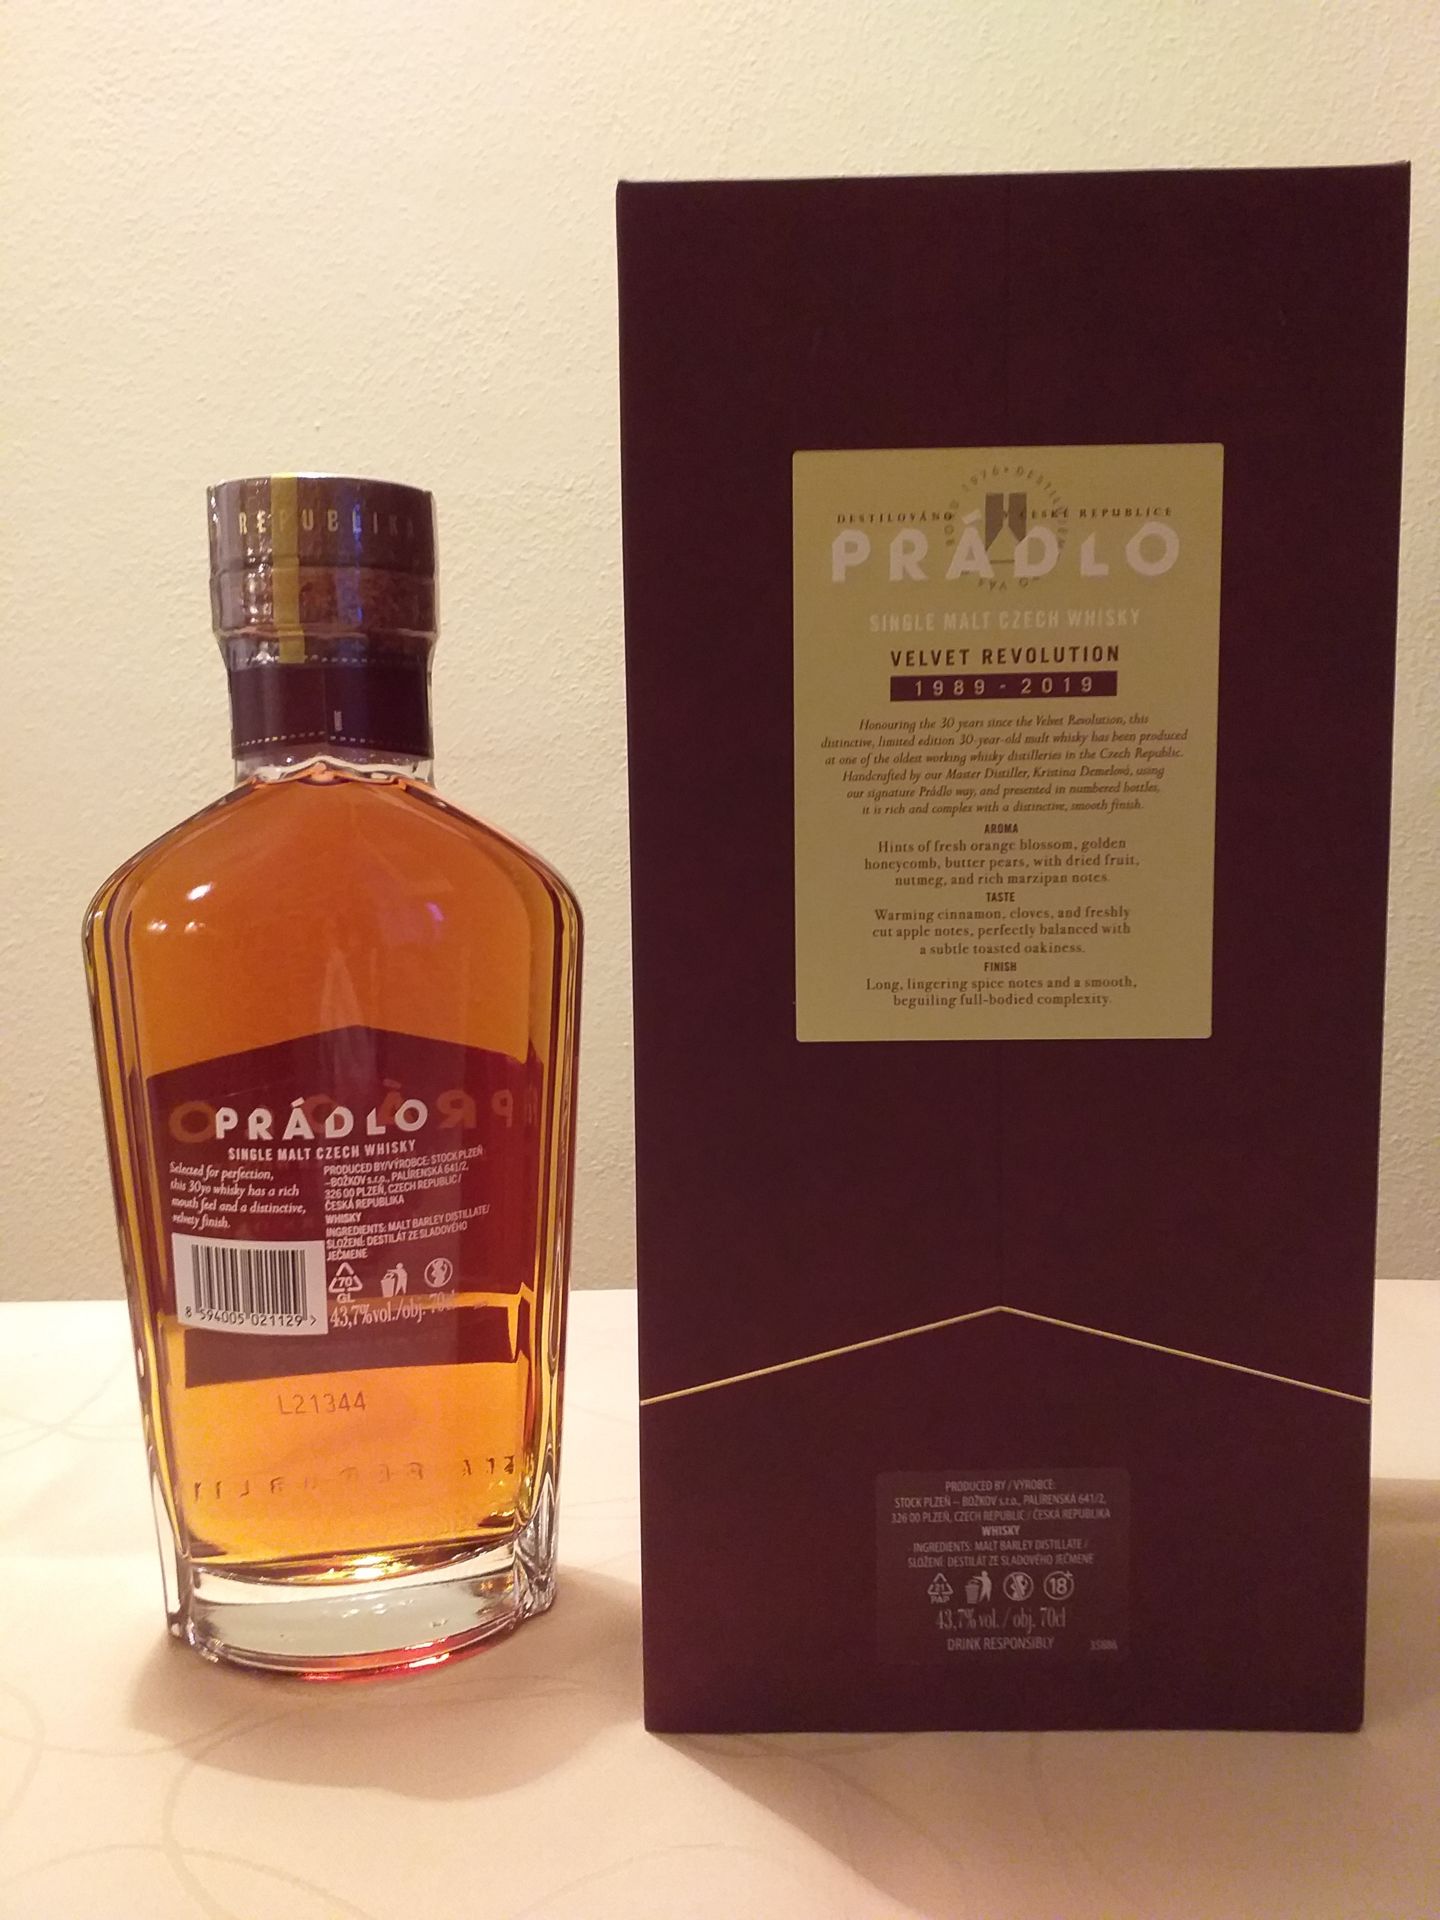 REPUBLIKA
PRÁDLO
SINGLE MALT CZECH WHISKY
Selected for perfection,
this 30yo whisky has a rich
mouth feel and a distinctive,
velvety finish.
PRODUCED BY/VÝROBCE: STOCK PLZEŇ
–BOŽKOV s.r.o., PALÍRENSKÁ 641/2,
326 00 PLZEŇ, CZECH REPUBLIC /
ČESKÁ REPUBLIKA
WHISKY
INGREDIENTS: MALT BARLEY DISTILLATE/
SLOŽENÍ: DESTILÁT ZE SLADOVÉHO
JEČMENE
70
GL
8 594005 021129 >
43,7%vol./obj. 70cl
L21344
DESTILOVÁNO V ČESKÉ REPUBLICE
PRÁDLO
SINGLE MALT CZECH WHISKY
VELVET REVOLUTION
1989 - 2019
Honouring the 30 years since the Velvet Revolution, this
distinctive, limited edition 30-year-old malt whisky has been produced
at one of the oldest working whisky distilleries in the Czech Republic.
Handcrafted by our Master Distiller, Kristina Demelová, using
our signature Prádlo way, and presented in numbered bottles,
it is rich and complex with a distinctive, smooth finish.
AROMA
Hints of fresh orange blossom, golden
honeycomb, butter pears, with dried fruit,
nutmeg, and rich marzipan notes.
TASTE
Warming cinnamon, cloves, and freshly
cut apple notes, perfectly balanced with
a subtle toasted oakiness.
FINISH
Long, lingering spice notes and a smooth,
beguiling full-bodied complexity.
PRODUCED BY / VÝROBCE:
STOCK PLZEŇ – BOŽKOV s.r.o., PALÍRENSKÁ 641/2,
326 00 PLZEŇ, CZECH REPUBLIC / ČESKÁ REPUBLIKA
WHISKY
INGREDIENTS: MALT BARLEY DISTILLATE /
SLOŽENÍ: DESTILÁT ZE SLADOVÉHO JEČMENE
21
PAP
18+
43,7% vol. / obj. 70cl
DRINK RESPONSIBLY
35886